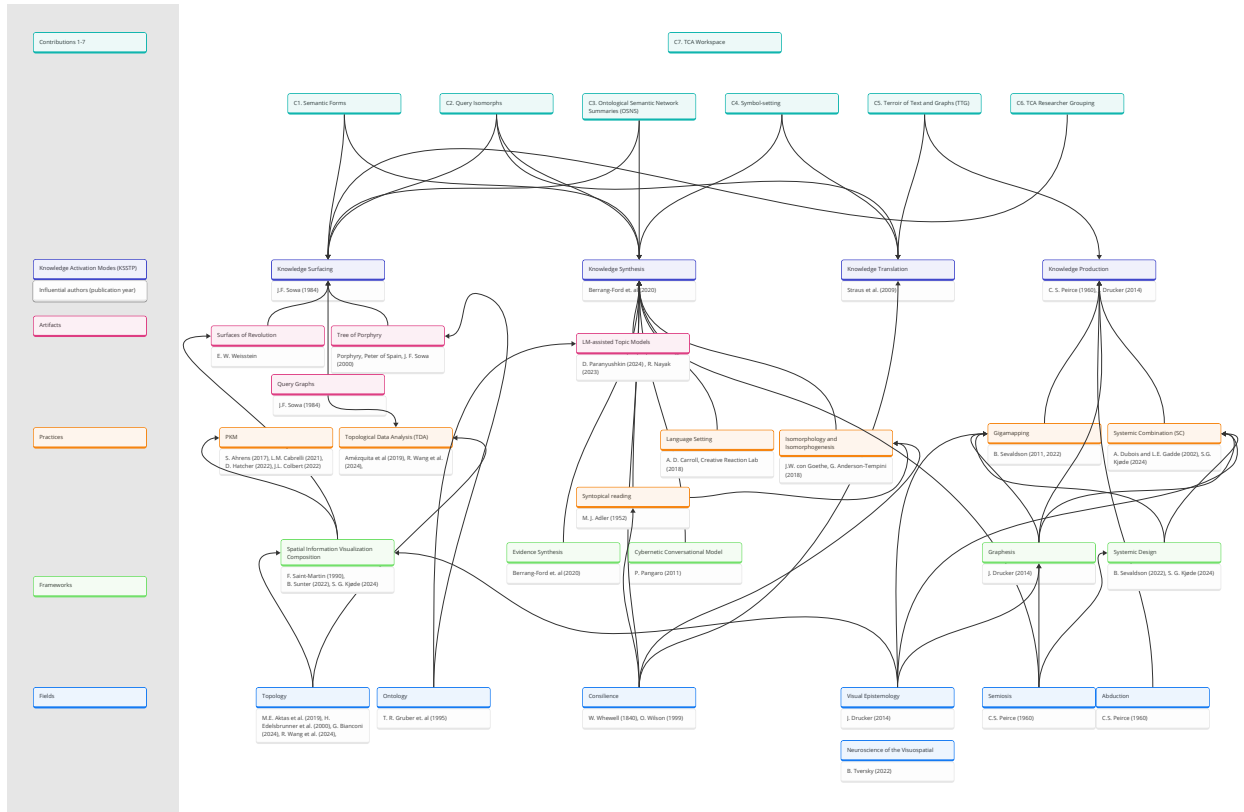 Contributions 1-7
C7. TCA Workspace
C1. Semantic Forms
C2. Query Isomorphs
C3. Ontological Semantic Network
Summaries (OSNS)
C4. Symbol-setting
C5. Terroir of Text and Graphs (TTG)
C6. TCA Researcher Grouping
Knowledge Activation Modes (KSSTP)
Influential authors (publication year)
Knowledge Surfacing
J.F. Sowa (1984)
Knowledge Synthesis
Berrang-Ford et. al (2020)
Knowledge Translation
Straus et al. (2009)
Knowledge Production
C. S. Peirce (1960), J. Drucker (2014)
Artifacts
Surfaces of Revolution
E. W. Weisstein
Tree of Porphyry
Porphyry, Peter of Spain, J. F. Sowa
(2000)
LM-assisted Topic Models
D. Paranyushkin (2024) , R. Nayak
(2023)
Query Graphs
J.F. Sowa (1984)
Practices
PKM
S. Ahrens (2017), L.M. Cabrelli (2021),
D. Hatcher (2022), J.L. Colbert (2022)
Topological Data Analysis (TDA)
Amézquita et al (2019), R. Wang et al.
(2024),
Language Setting
A. D. Carroll, Creative Reaction Lab
(2018)
Isomorphology and
Isomorphogenesis
J.W. con Goethe, G. Anderson-Tempini
(2018)
Gigamapping
B. Sevaldson (2011, 2022)
Systemic Combination (SC)
A. Dubois and L.E. Gadde (2002), S.G.
Kjøde (2024)
Syntopical reading
M. J. Adler (1952)
Frameworks
Spatial Information Visualization
Composition
F. Saint-Martin (1990),
B. Sunter (2022), S. G. Kjøde (2024)
Evidence Synthesis
Berrang-Ford et. al (2020)
Cybernetic Conversational Model
P. Pangaro (2011)
Graphesis
J. Drucker (2014)
Systemic Design
B. Sevaldson (2022), S. G. Kjøde (2024)
Fields
Topology
M.E. Aktas et al. (2019), H.
Edelsbrunner et al. (2000), G. Bianconi
(2024), R. Wang et al. (2024),
Ontology
T. R. Gruber et. al (1995)
Consilience
W. Whewell (1840), O. Wilson (1999)
Visual Epistemology
J. Drucker (2014)
Semiosis
C.S. Peirce (1960)
Abduction
C.S. Peirce (1960)
Neuroscience of the Visuospatial
B. Tversky (2022)